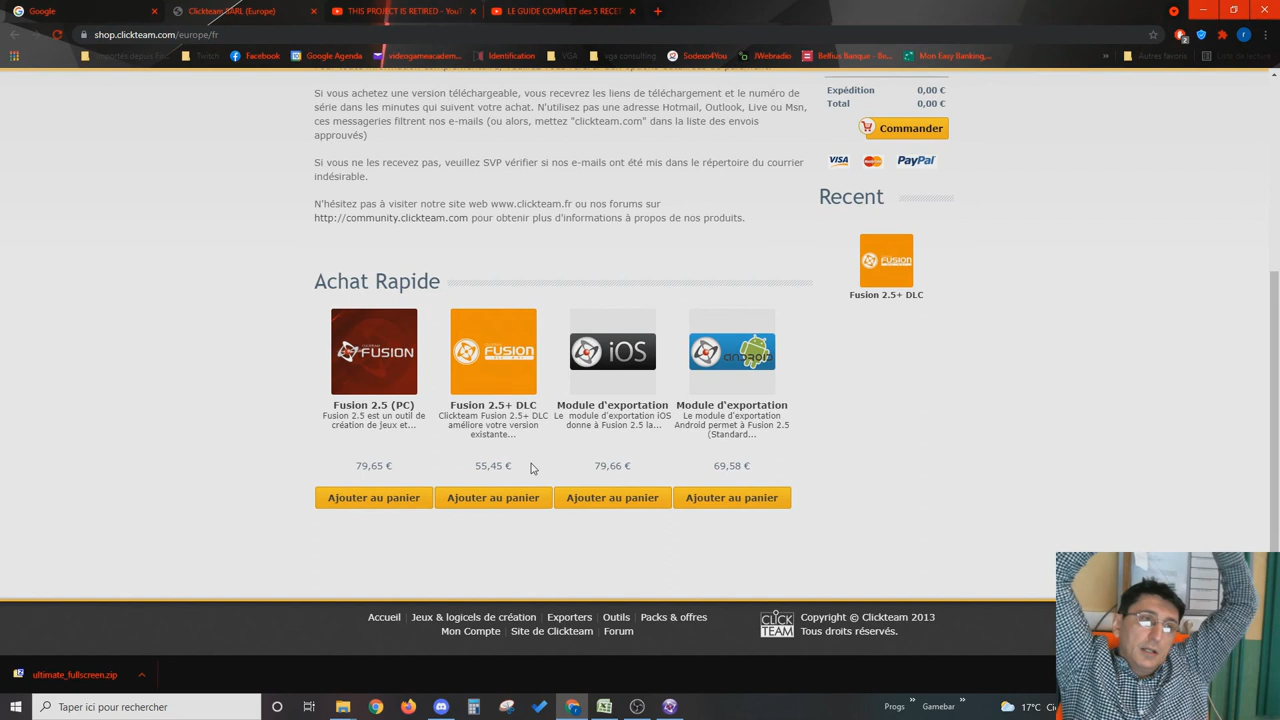 Google
Clickteam SARL (Europe)
THIS PROJECT IS RETIRED - YouT
LE GUIDE COMPLET des 5 RECET
shop.clickteam.com/europe/fr
Twitch
Facebook
Google Agenda
videogameacadem...
Identification
VGA
vga consulting
Sodexo4You
JWebradio
Belfius Banque - Bo...
Mon Easy Banking,...
»
Autres favoris
Liste de lecture
Si vous achetez une version téléchargeable, vous recevrez les liens de téléchargement et le numéro de
série dans les minutes qui suivent votre achat. N'utilisez pas une adresse Hotmail, Outlook, Live ou Msn,
ces messageries filtrent nos e-mails (ou alors, mettez "clickteam.com" dans la liste des envois
approuvés)
Si vous ne les recevez pas, veuillez SVP vérifier si nos e-mails ont été mis dans le répertoire du courrier
indésirable.
N'hésitez pas à visiter notre site web www.clickteam.fr ou nos forums sur
http://community.clickteam.com pour obtenir plus d'informations à propos de nos produits.
Expédition 0,00 €
Total 0,00 €
Commander
VISA MasterCard PayPal
Recent
FUSION
Fusion 2.5+ DLC
Achat Rapide
FUSION
Fusion 2.5 (PC)
Fusion 2.5 est un outil de
création de jeux et...
79,65 €
Ajouter au panier
FUSION
Fusion 2.5+ DLC
Clickteam Fusion 2.5+ DLC
améliore votre version
existante...
55,45 €
Ajouter au panier
iOS
Module d'exportation
Le module d'exportation iOS
donne à Fusion 2.5 la...
79,66 €
Ajouter au panier
android
Module d'exportation
Le module d'exportation
Android permet à Fusion 2.5
(Standard...
69,58 €
Ajouter au panier
Accueil Jeux & logiciels de création Exporters Outils Packs & offres
Mon Compte Site de Clickteam Forum
CLICK
TEAM
Copyright © Clickteam 2013
Tous droits réservés.
ultimate_fullscreen.zip
Taper ici pour rechercher
Progs »
Gamebar »
17°C